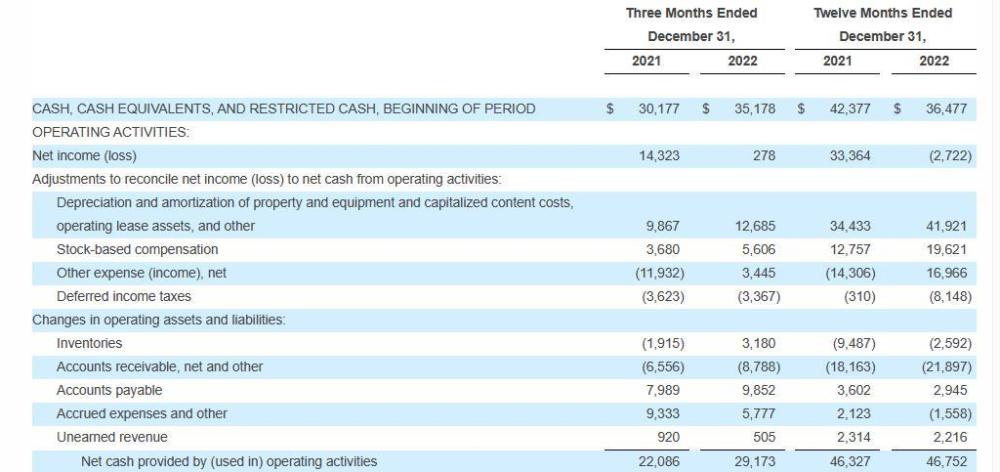 Three Months Ended Twelve Months Ended
December 31, December 31,
2021 2022 2021 2022
CASH, CASH EQUIVALENTS, AND RESTRICTED CASH, BEGINNING OF PERIOD $ 30,177 $ 35,178 $ 42,377 $ 36,477
OPERATING ACTIVITIES:
Net income (loss) 14,323 278 33,364 (2,722)
Adjustments to reconcile net income (loss) to net cash from operating activities:
Depreciation and amortization of property and equipment and capitalized content costs,
operating lease assets, and other 9,867 12,685 34,433 41,921
Stock-based compensation 3,680 5,606 12,757 19,621
Other expense (income), net (11,932) 3,445 (14,306) 16,966
Deferred income taxes (3,623) (3,367) (310) (8,148)
Changes in operating assets and liabilities:
Inventories (1,915) 3,180 (9,487) (2,592)
Accounts receivable, net and other (6,556) (8,788) (18,163) (21,897)
Accounts payable 7,989 9,852 3,602 2,945
Accrued expenses and other 9,333 5,777 2,123 (1,558)
Unearned revenue 920 505 2,314 2,216
Net cash provided by (used in) operating activities 22,086 29,173 46,327 46,752